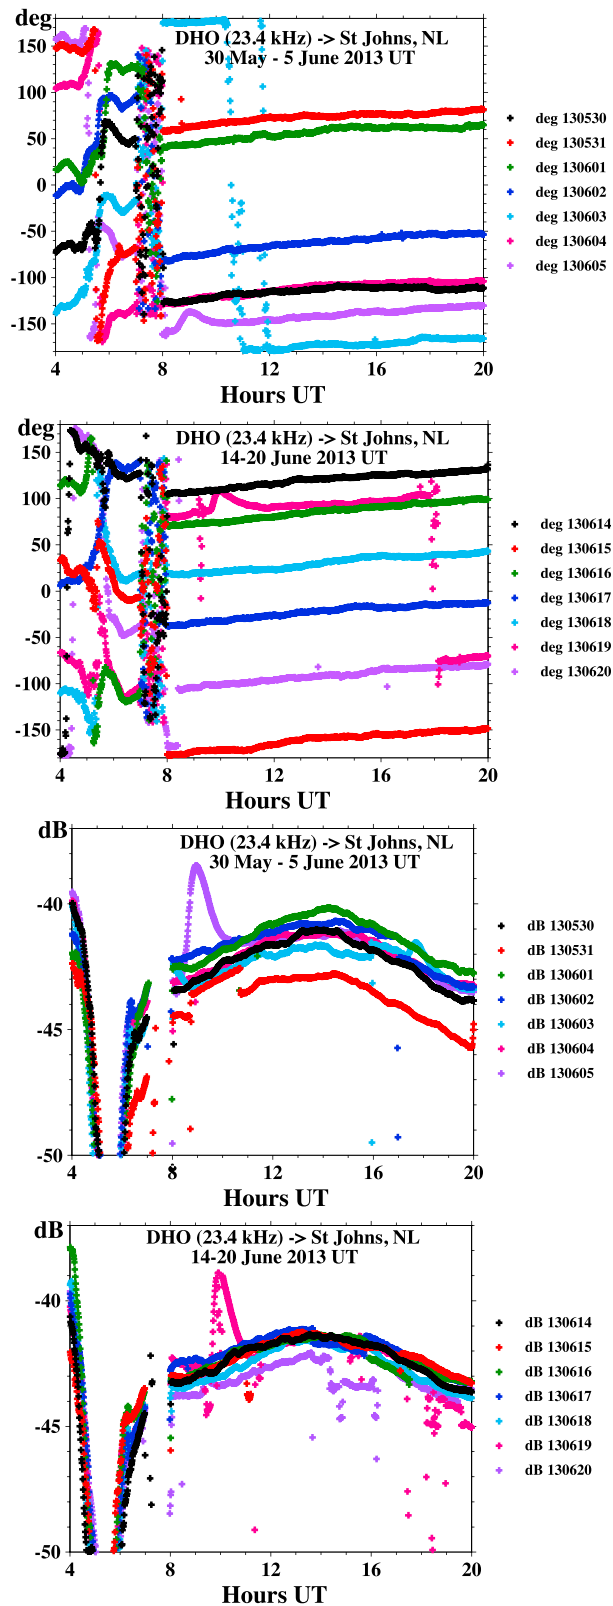 deg
DHO (23.4 kHz) -> St Johns, NL
30 May - 5 June 2013 UT
150
100
50
0
-50
-100
-150
4
8
12
16
20
Hours UT
deg 130530
deg 130531
deg 130601
deg 130602
deg 130603
deg 130604
deg 130605
deg
DHO (23.4 kHz) -> St Johns, NL
14-20 June 2013 UT
150
100
50
0
-50
-100
-150
4
8
12
16
20
Hours UT
deg 130614
deg 130615
deg 130616
deg 130617
deg 130618
deg 130619
deg 130620
dB
DHO (23.4 kHz) -> St Johns, NL
30 May - 5 June 2013 UT
-40
-45
-50
4
8
12
16
20
Hours UT
dB 130530
dB 130531
dB 130601
dB 130602
dB 130603
dB 130604
dB 130605
dB
DHO (23.4 kHz) -> St Johns, NL
14-20 June 2013 UT
-40
-45
-50
4
8
12
16
20
Hours UT
dB 130614
dB 130615
dB 130616
dB 130617
dB 130618
dB 130619
dB 130620